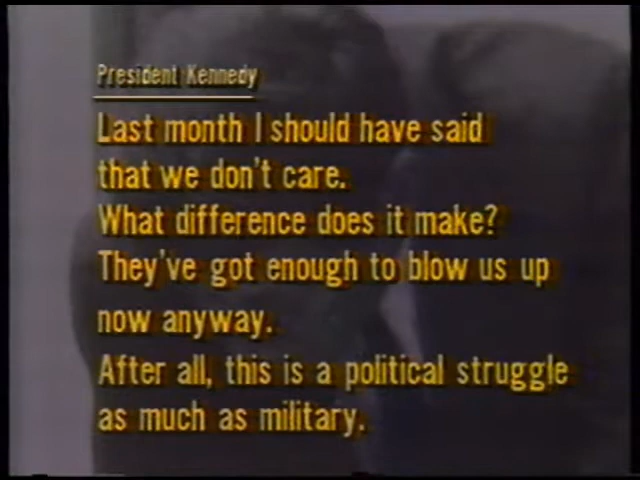 President Kennedy
Last month I should have said
that we don't care.
What difference does it make?
They've got enough to blow us up
now anyway.
After all, this is a political struggle
as much as military.